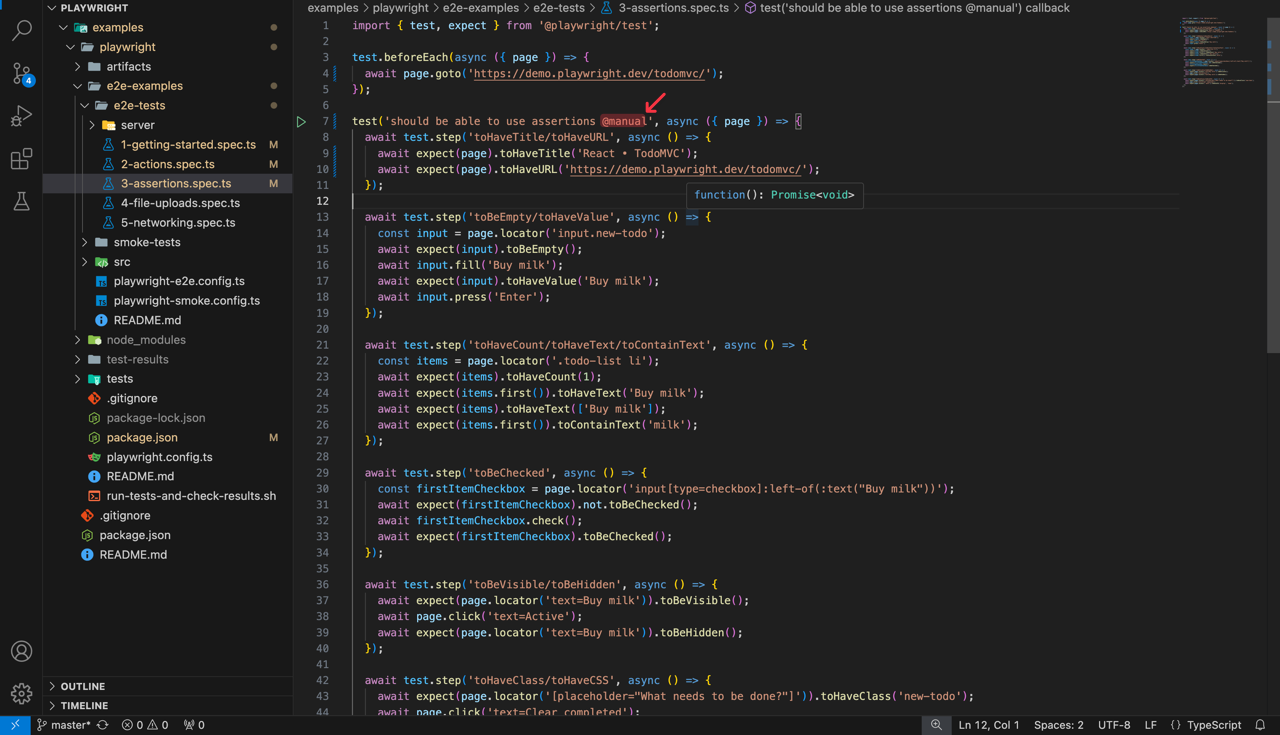 PLAYWRIGHT
examples
playwright
artifacts
e2e-examples
e2e-tests
server
1-getting-started.spec.ts M
2-actions.spec.ts M
3-assertions.spec.ts M
4-file-uploads.spec.ts
5-networking.spec.ts
smoke-tests
src
playwright-e2e.config.ts
playwright-smoke.config.ts
README.md
node_modules
test-results
tests
.gitignore
package-lock.json
package.json M
playwright.config.ts
README.md
run-tests-and-check-results.sh
.gitignore
package.json
README.md
OUTLINE
TIMELINE
4
examples > playwright > e2e-examples > e2e-tests > 3-assertions.spec.ts > test('should be able to use assertions @manual') callback
1 import { test, expect } from '@playwright/test';
2
3 test.beforeEach(async ({ page }) => {
4 await page.goto('https://demo.playwright.dev/todomvc/');
5 });
6
7 test('should be able to use assertions @manual', async ({ page }) => {
8 await test.step('toHaveTitle/toHaveURL', async () => {
9 await expect(page).toHaveTitle('React • TodoMVC');
10 await expect(page).toHaveURL('https://demo.playwright.dev/todomvc/');
11 });
12
function(): Promise<void>
13 await test.step('toBeEmpty/toHaveValue', async () => {
14 const input = page.locator('input.new-todo');
15 await expect(input).toBeEmpty();
16 await input.fill('Buy milk');
17 await expect(input).toHaveValue('Buy milk');
18 await input.press('Enter');
19 });
20
21 await test.step('toHaveCount/toHaveText/toContainText', async () => {
22 const items = page.locator('.todo-list li');
23 await expect(items).toHaveCount(1);
24 await expect(items.first()).toHaveText('Buy milk');
25 await expect(items).toHaveText(['Buy milk']);
26 await expect(items.first()).toContainText('milk');
27 });
28
29 await test.step('toBeChecked', async () => {
30 const firstItemCheckbox = page.locator('input[type=checkbox]:left-of(:text("Buy milk"))');
31 await expect(firstItemCheckbox).not.toBeChecked();
32 await firstItemCheckbox.check();
33 await expect(firstItemCheckbox).toBeChecked();
34 });
35
36 await test.step('toBeVisible/toBeHidden', async () => {
37 await expect(page.locator('text=Buy milk')).toBeVisible();
38 await page.click('text=Active');
39 await expect(page.locator('text=Buy milk')).toBeHidden();
40 });
41
42 await test.step('toHaveClass/toHaveCSS', async () => {
43 await expect(page.locator('[placeholder="What needs to be done?"]')).toHaveClass('new-todo');
44 await page.click('text=Clear completed');
master* 0 0 0 Ln 12, Col 1 Spaces: 2 UTF-8 LF {} TypeScript